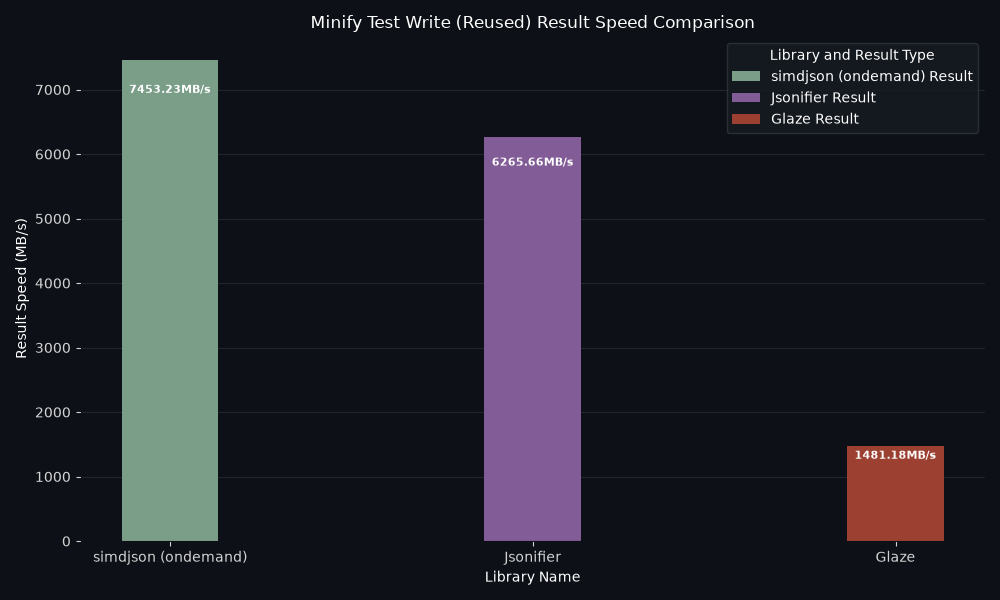 Minify Test Write (Reused) Result Speed Comparison
Library and Result Type
simdjson (ondemand) Result
Jsonifier Result
Glaze Result
Result Speed (MB/s)
7000
6000
5000
4000
3000
2000
1000
0
7453.23MB/s
6265.66MB/s
1481.18MB/s
simdjson (ondemand)
Jsonifier
Glaze
Library Name